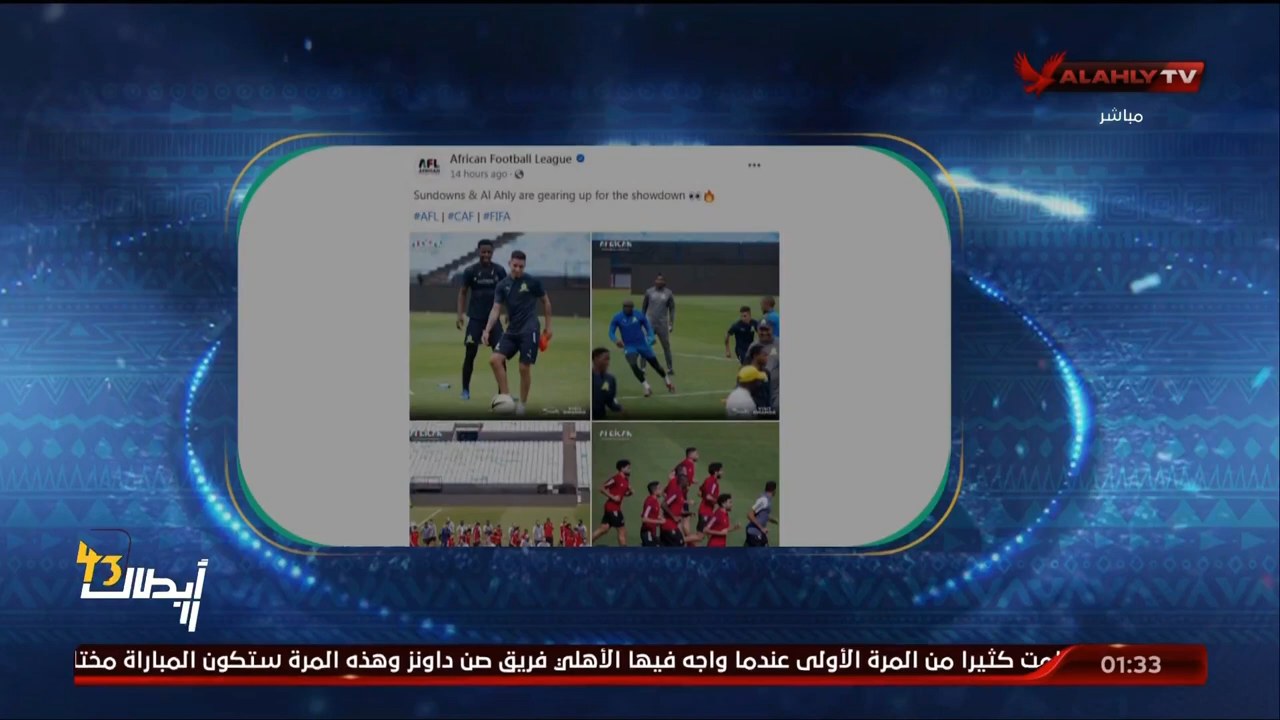 ALAHLY TV
مباشر
AFL
African Football League
14 hours ago
Sundowns & Al Ahly are gearing up for the showdown 👀🔥
#AFL | #CAF | #FIFA
43
أبطال
كثيرا من المرة الأولى عندما واجه فيها الأهلي فريق صن داونز وهذه المرة ستكون المباراة
01:33